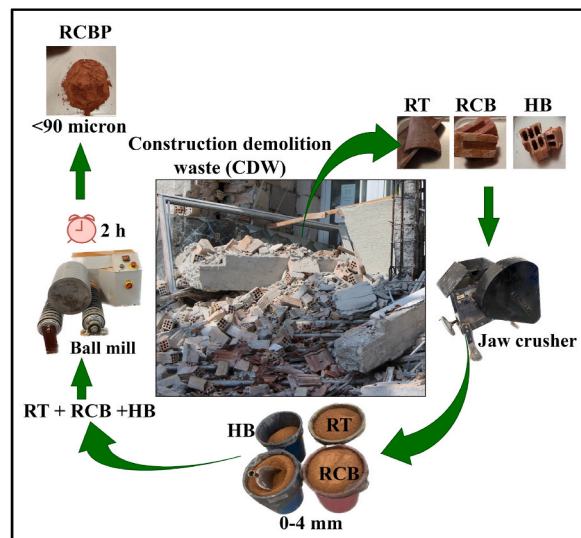 RCBP
<90 micron
Construction demolition
waste (CDW)
RT RCB HB
2 h
Ball mill
Jaw crusher
RT + RCB +HB
HB
RT
RCB
0-4 mm